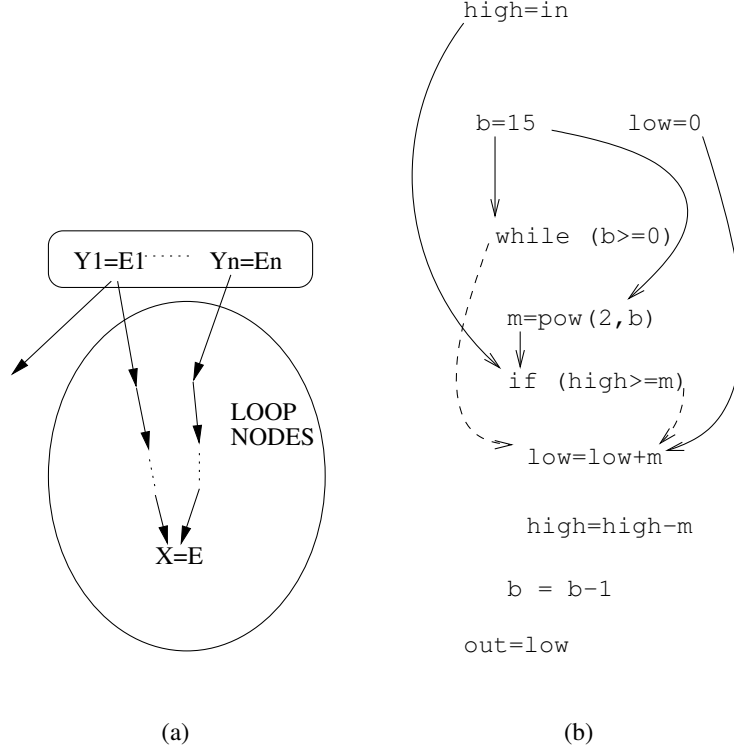 Y1=E1 ...... Yn=En
LOOP
NODES
X=E
(a)
high=in
b=15 low=0
while (b>=0)
m=pow(2,b)
if (high>=m)
low=low+m
high=high-m
b = b-1
out=low
(b)